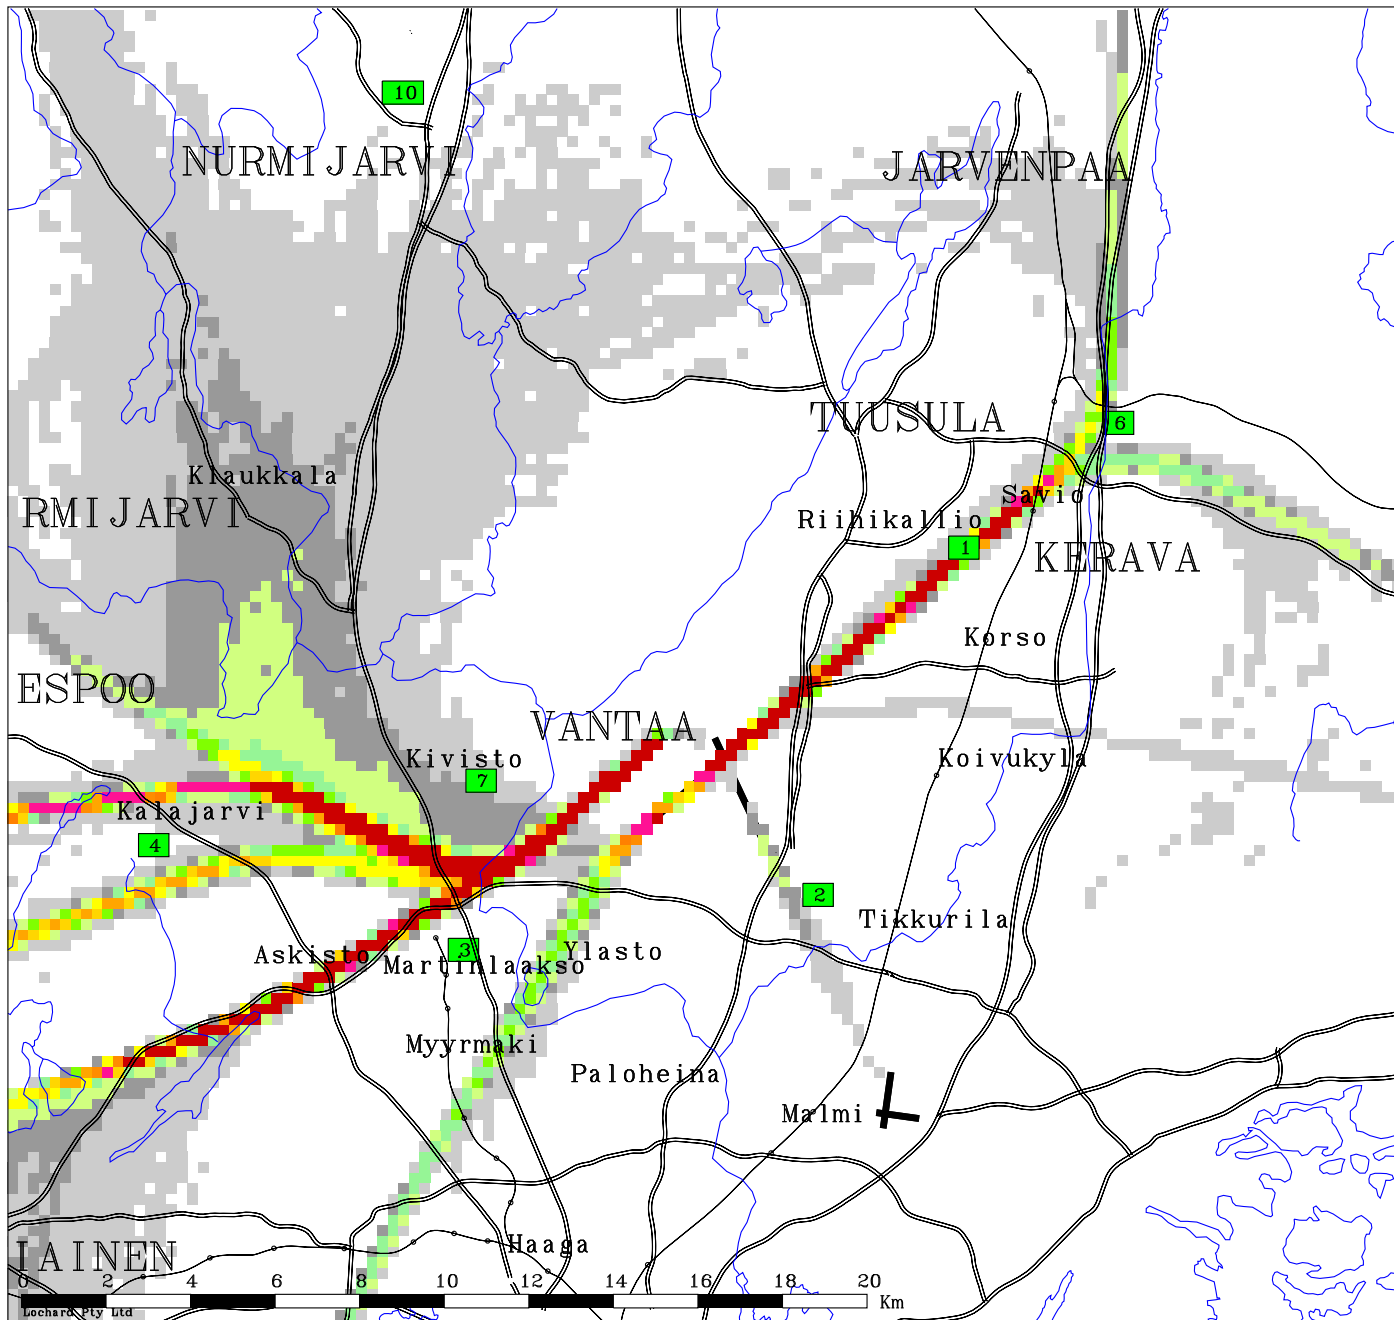 10
NURMIJARVI
JARVENPAA
TUUSULA
6
Klaukkala
Savio
RMIJARVI
Riihikallio
1
KERAVA
Korso
ESPOO
VANTAA
Kivisto
Koivukyla
7
Kalajarvi
4
2
Tikkurila
3
Ylasto
Askisto
Martinlaakso
Myyrmaki
Paloheina
Malmi
Haaga
IAINEN
0 2 4 6 8 10 12 14 16 18 20
Km
Lochard Pty Ltd